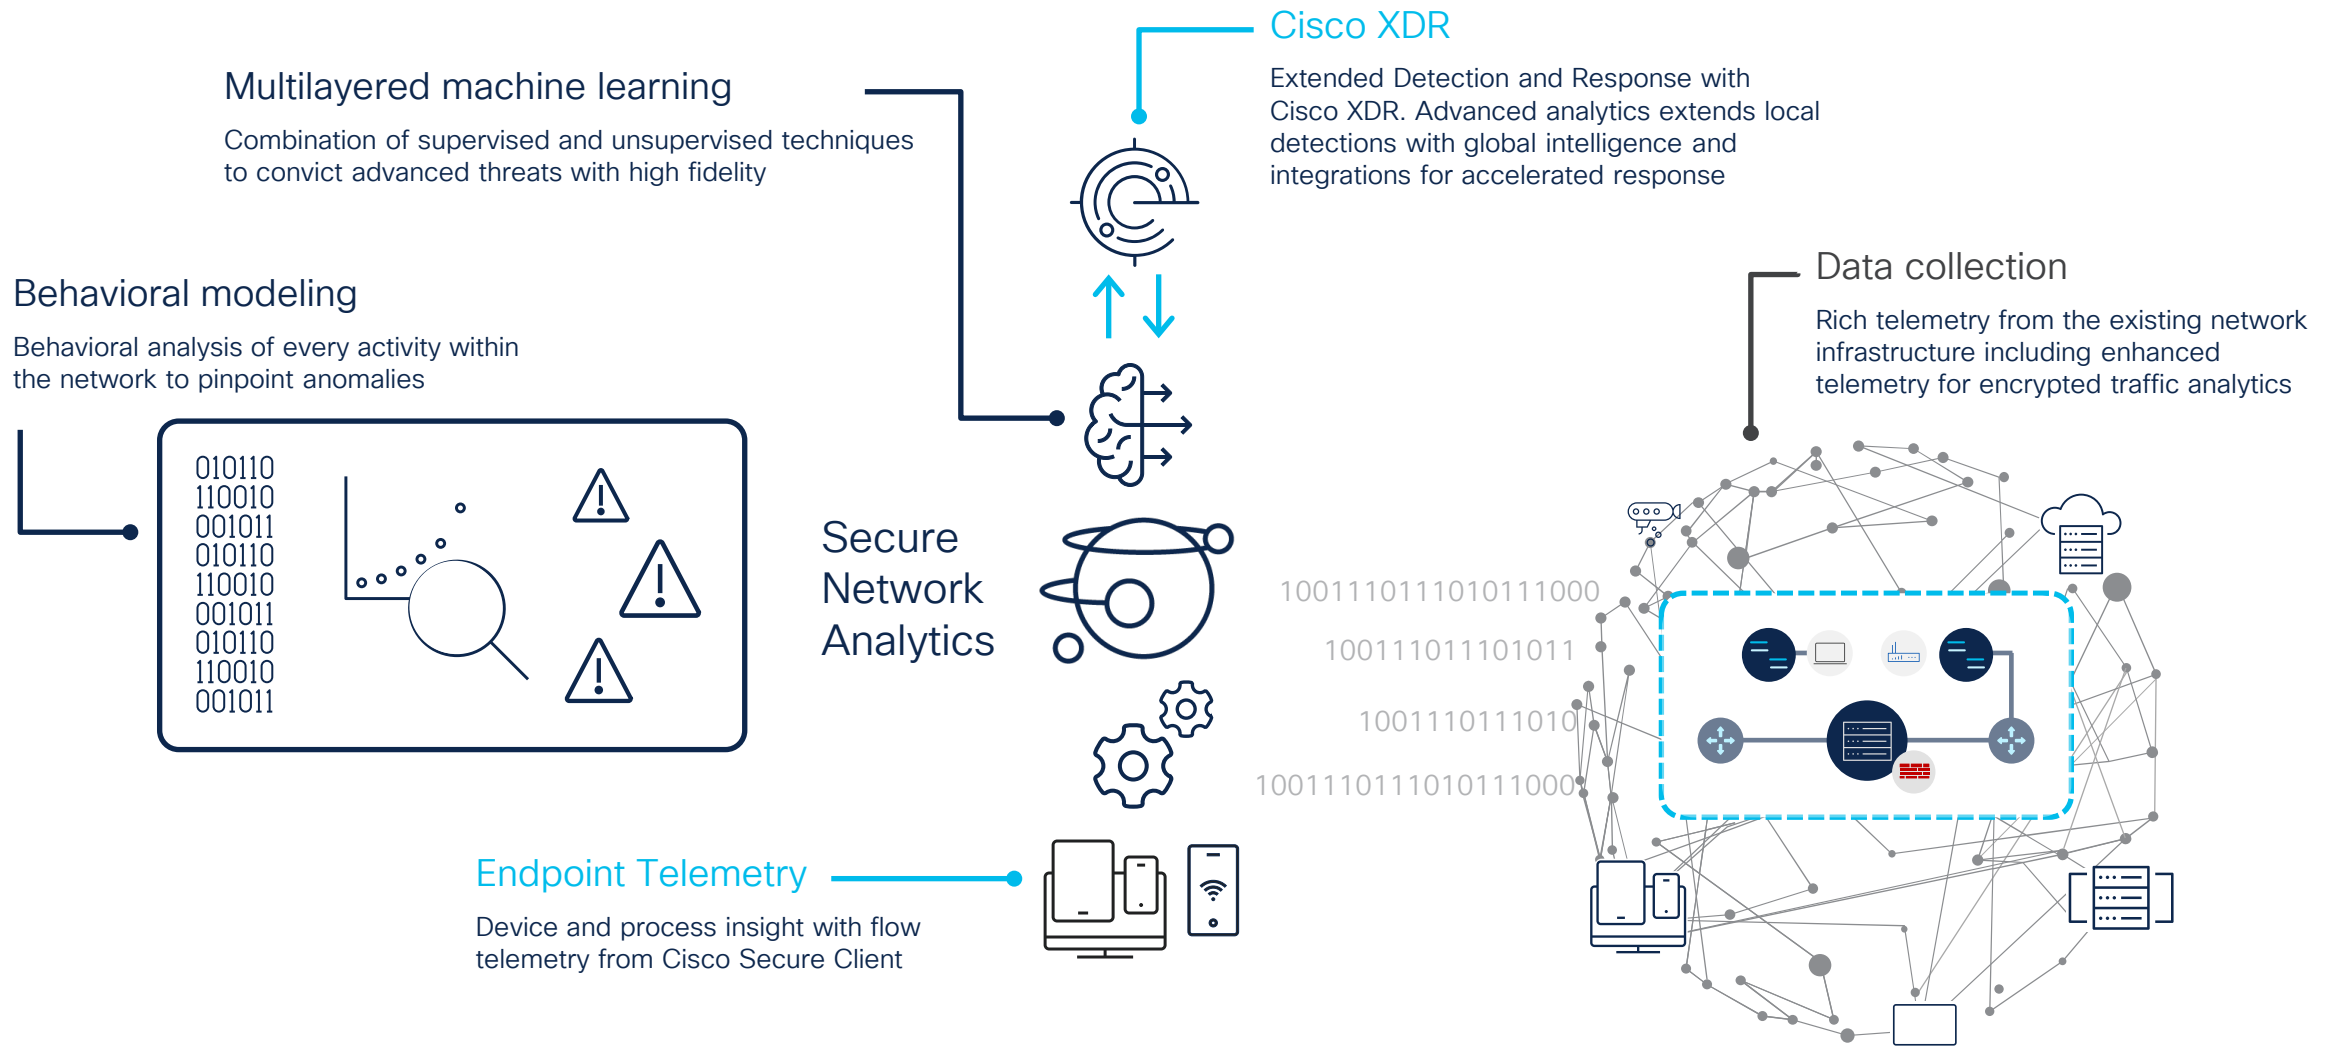 Cisco XDR
Extended Detection and Response with
Cisco XDR. Advanced analytics extends local
detections with global intelligence and
integrations for accelerated response
Multilayered machine learning
Combination of supervised and unsupervised techniques
to convict advanced threats with high fidelity
Data collection
Rich telemetry from the existing network
infrastructure including enhanced
telemetry for encrypted traffic analytics
Behavioral modeling
Behavioral analysis of every activity within
the network to pinpoint anomalies
010110
110010
001011
010110
110010
001011
010110
110010
001011
Secure
Network
Analytics
10011101110101110000
100111011101011
1001110111010
10011101110101110000
Endpoint Telemetry
Device and process insight with flow
telemetry from Cisco Secure Client